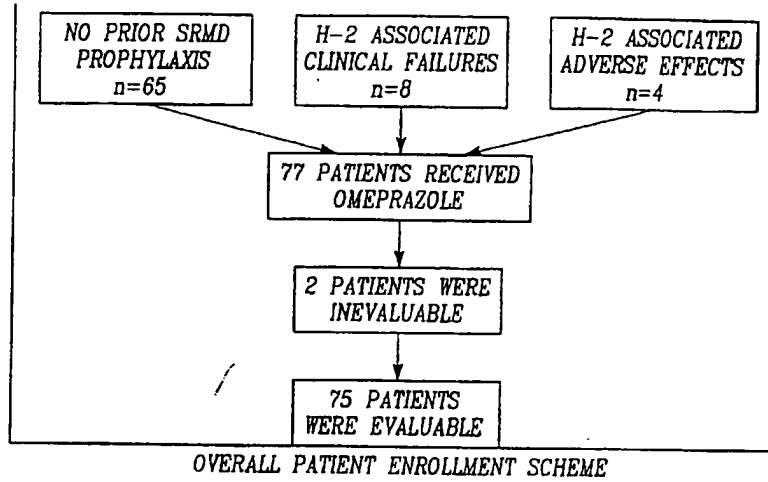 NO PRIOR SRMD
PROPHYLAXIS
n=65
H-2 ASSOCIATED
CLINICAL FAILURES
n=8
H-2 ASSOCIATED
ADVERSE EFFECTS
n=4
77 PATIENTS RECEIVED
OMEPRAZOLE
2 PATIENTS WERE
INEVALUABLE
75 PATIENTS
WERE EVALUABLE
OVERALL PATIENT ENROLLMENT SCHEME